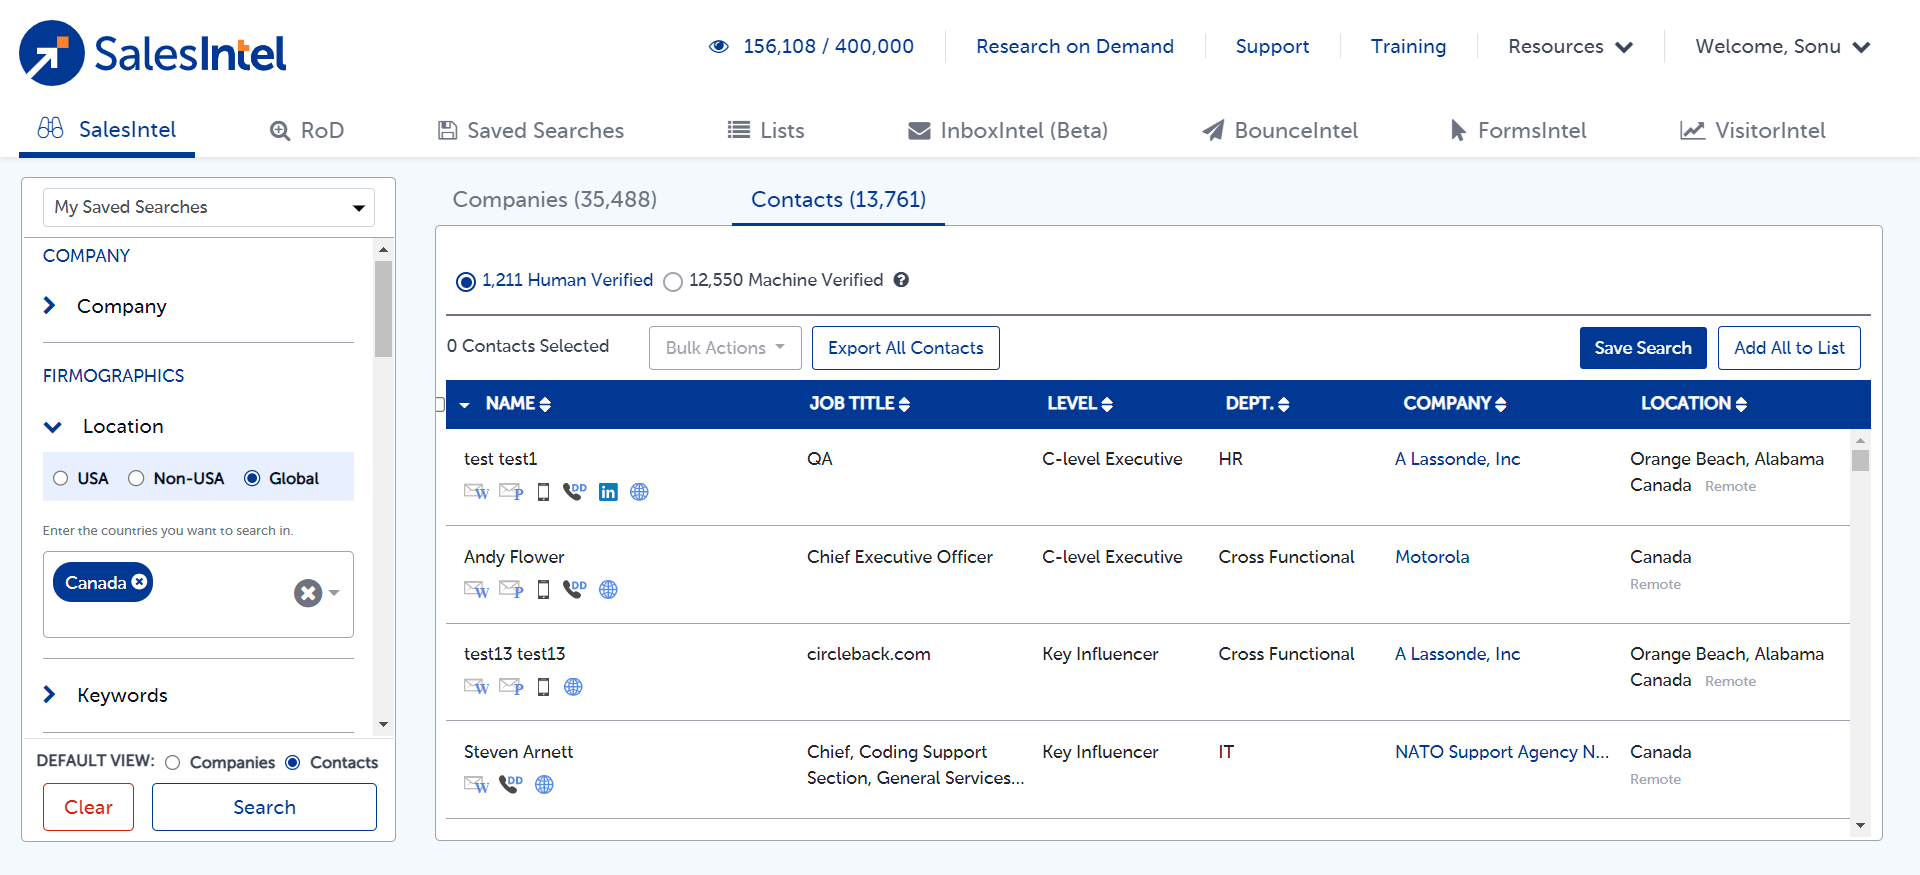 SalesIntel
156,108 / 400,000
Research on Demand
Support
Training
Resources
Welcome, Sonu
SalesIntel
RoD
Saved Searches
Lists
InboxIntel (Beta)
BounceIntel
FormsIntel
VisitorIntel
My Saved Searches
COMPANY
Company
FIRMOGRAPHICS
Location
USA
Non-USA
Global
Enter the countries you want to search in.
Canada
Keywords
DEFAULT VIEW:
Companies
Contacts
Clear
Search
Companies (35,488)
Contacts (13,761)
1,211 Human Verified
12,550 Machine Verified
?
0 Contacts Selected
Bulk Actions
Export All Contacts
Save Search
Add All to List
NAME
JOB TITLE
LEVEL
DEPT.
COMPANY
LOCATION
test test1
QA
C-level Executive
HR
A Lassonde, Inc
Orange Beach, Alabama
Canada Remote
W
P
DD
in
Andy Flower
Chief Executive Officer
C-level Executive
Cross Functional
Motorola
Canada
Remote
W
P
DD
test13 test13
circleback.com
Key Influencer
Cross Functional
A Lassonde, Inc
Orange Beach, Alabama
Canada Remote
W
P
Steven Arnett
Chief, Coding Support
Section, General Services...
Key Influencer
IT
NATO Support Agency N...
Canada
Remote
W
DD